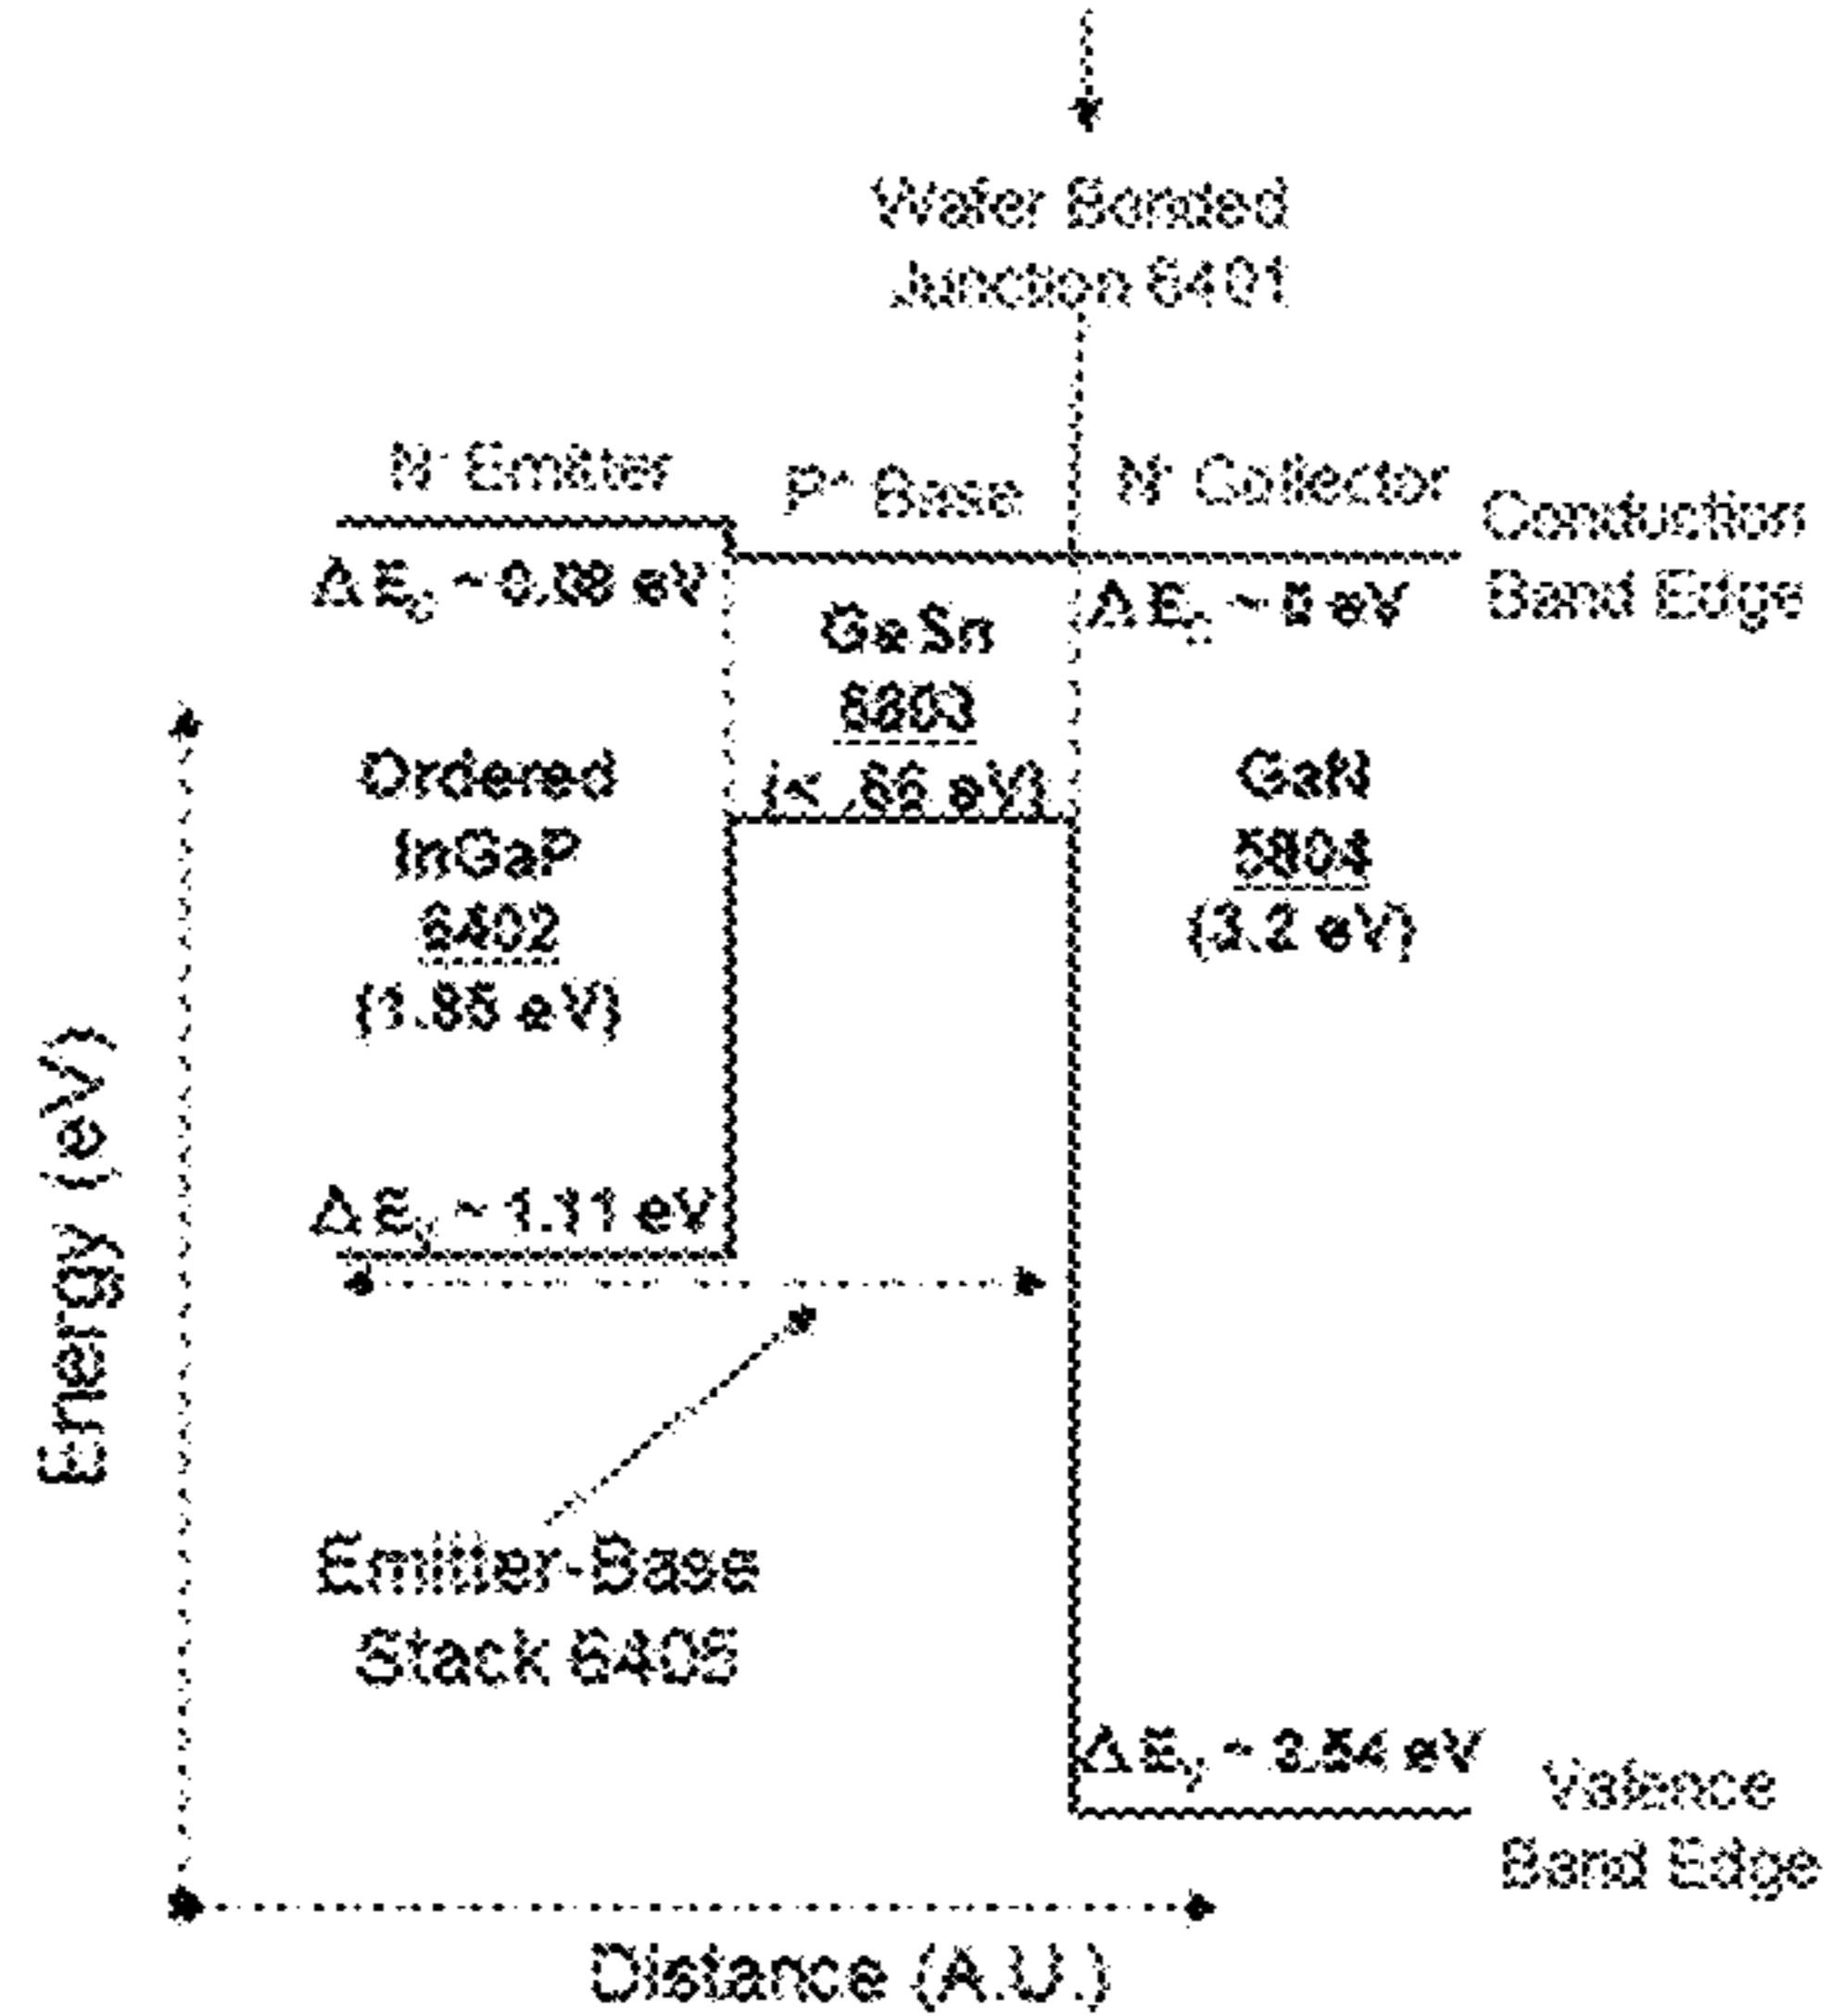 Wafer Bonded
Junction 6401
N- Emitter
P+ Base
N- Collector
Conduction
Band Edge
ΔEc ~ 0.08 eV
ΔEc ~ 0 eV
GeSn
(< .66 eV)
Ordered
InGaP
6402
(1.85 eV)
GaN
(3.2 eV)
ΔEv ~ 1.11 eV
Energy (eV)
Emitter-Base
Stack 6405
ΔEv ~ 2.54 eV
Valence
Band Edge
Distance (A.U.)